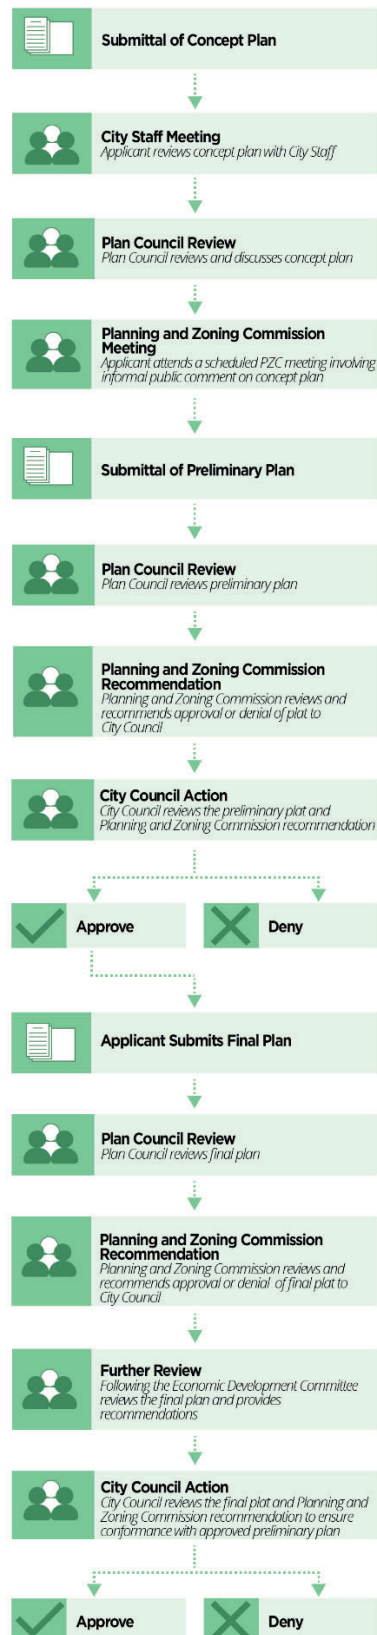 Submittal of Concept Plan
City Staff Meeting
Applicant reviews concept plan with City Staff
Plan Council Review
Plan Council reviews and discusses concept plan
Planning and Zoning Commission
Meeting
Applicant attends a scheduled PZC meeting involving
informal public comment on concept plan
Submittal of Preliminary Plan
Plan Council Review
Plan Council reviews preliminary plan
Planning and Zoning Commission
Recommendation
Planning and Zoning Commission reviews and
recommends approval or denial of plat to
City Council
City Council Action
City Council reviews the preliminary plat and
Planning and Zoning Commission recommendation
Approve
Deny
Applicant Submits Final Plan
Plan Council Review
Plan Council reviews final plan
Planning and Zoning Commission
Recommendation
Planning and Zoning Commission reviews and
recommends approval or denial of final plat to
City Council
Further Review
Following the Economic Development Committee
reviews the final plan and provides
recommendations
City Council Action
City Council reviews the final plat and Planning and
Zoning Commission recommendation to ensure
conformance with approved preliminary plan
Approve
Deny